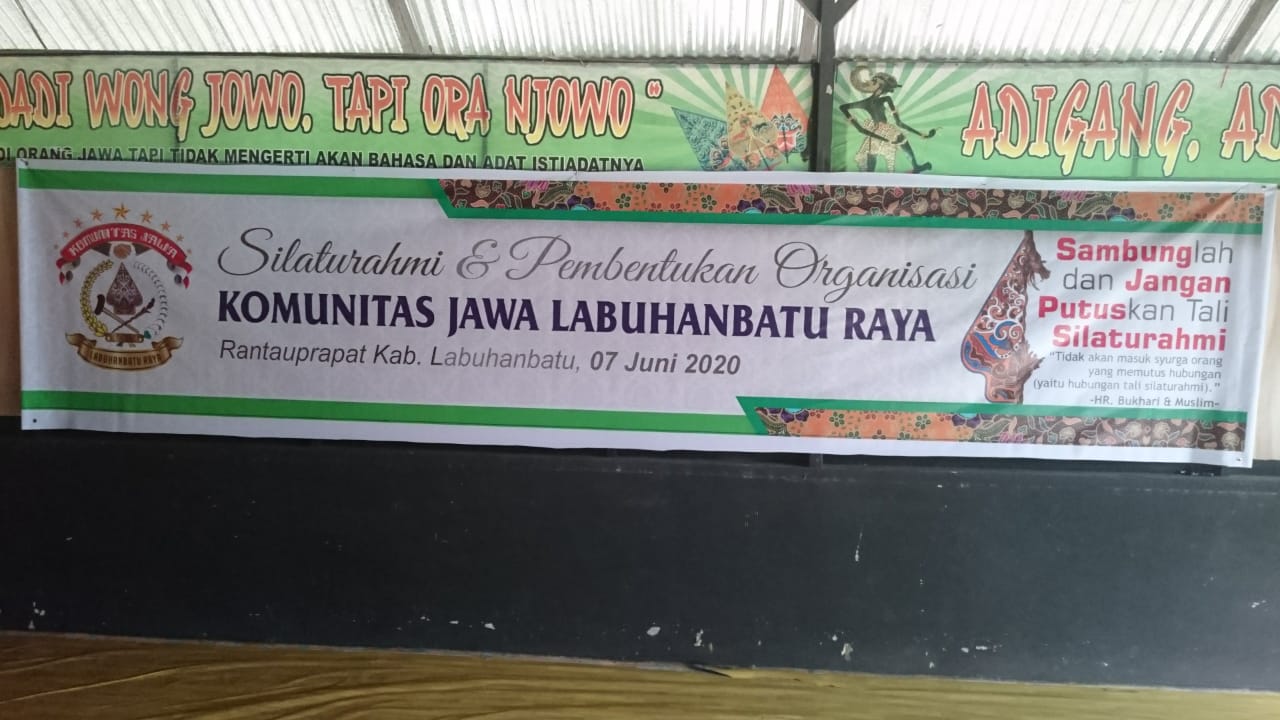 DADI WONG JOWO, TAPI ORA NJOWO "
ORANG JAWA TAPI TIDAK MENGERTI AKAN BAHASA DAN ADAT ISTIADATNYA
ADIGANG, AD
KOMUNITAS JAWA
LABUHANBATU RAYA
Silaturahmi & Pembentukan Organisasi
KOMUNITAS JAWA LABUHANBATU RAYA
Rantauprapat Kab. Labuhanbatu, 07 Juni 2020
Sambunglah
dan Jangan
Putuskan Tali
Silaturahmi
"Tidak akan masuk syurga orang
yang memutus hubungan
(yaitu hubungan tali silaturahmi)."
-HR. Bukhari & Muslim-